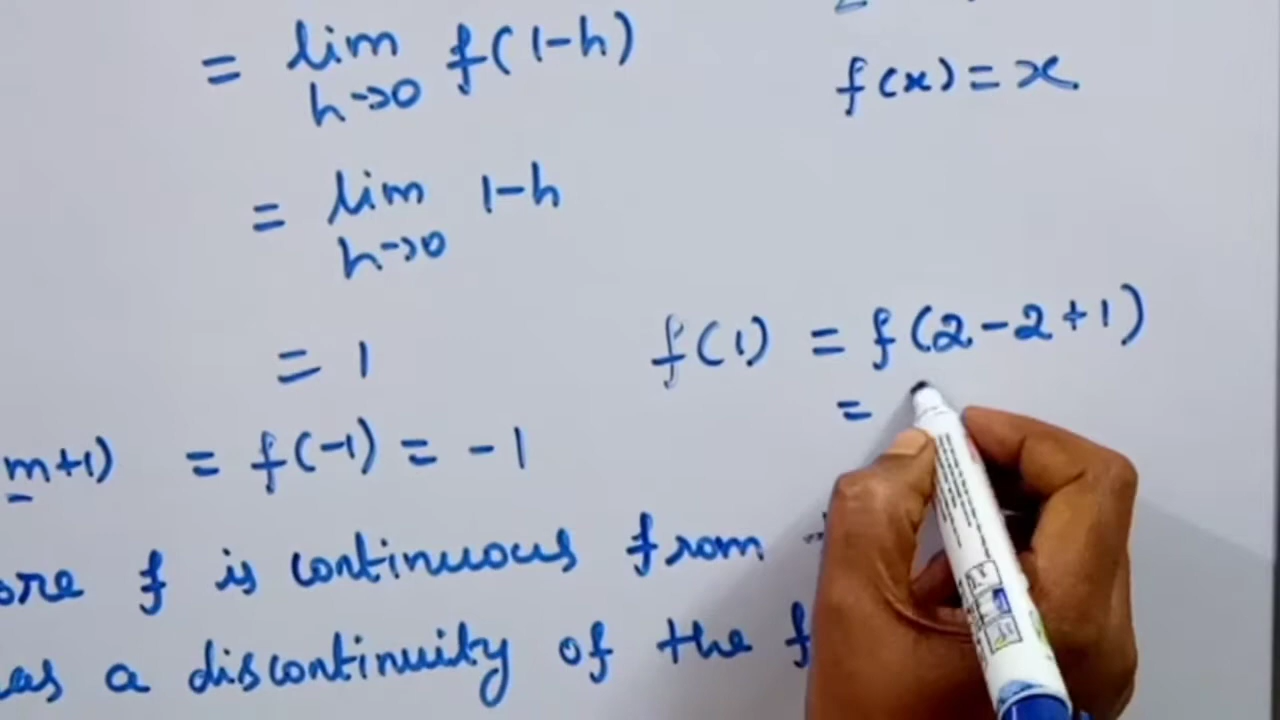 = lim f(1-h)
h→0
f(x) = x
= lim 1-h
h→0
= 1
f(1) = f(2-2+1)
=
m+1) = f(-1) = -1
f is continuous from
a discontinuity of the f